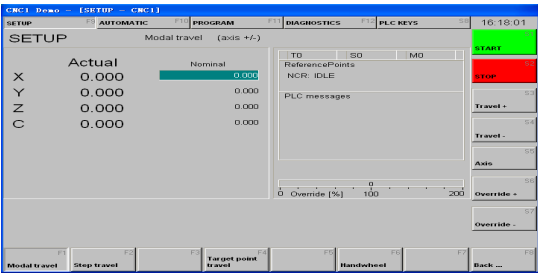 CNC1 Demo - [SETUP - CNC1]
SETUP F9 AUTOMATIC F10 PROGRAM F11 DIAGNOSTICS F12 PLC KEYS S8 16:18:01
SETUP Modal travel (axis +/-)
START
T0 S0 M0
Actual Nominal ReferencePoints
X 0.000 0.000 NCR: IDLE
S2
STOP
Y 0.000 0.000 PLC messages
Z 0.000 0.000
S3
Travel +
C 0.000 0.000
S4
Travel -
S5
Axis
0
0 Override [%] 100 200
S6
Override +
S7
Override -
F1 F2 F3 F4 F5 F6 F7 F8
Modal travel Step travel Target point travel Handwheel Back ...